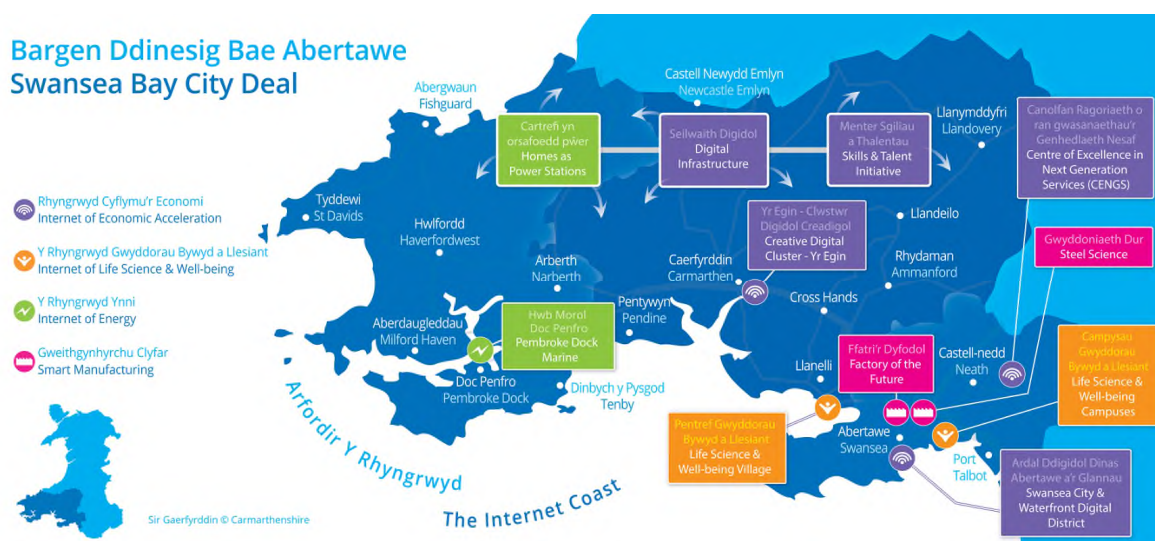 Bargen Ddinesig Bae Abertawe
Swansea Bay City Deal
Rhyngrwyd Cyflymu'r Economi
Internet of Economic Acceleration
Y Rhyngrwyd Gwyddorau Bywyd a Llesiant
Internet of Life Science & Well-being
Y Rhyngrwyd Ynni
Internet of Energy
Gweithgynhyrchu Clyfar
Smart Manufacturing
Sir Gaerfyrddin © Carmarthenshire
Arfordir Y Rhyngrwyd
The Internet Coast
Abergwaun
Fishguard
Castell Newydd Emlyn
Newcastle Emlyn
Llanymddyfri
Llandovery
Tyddewi
St Davids
Hwlfordd
Haverfordwest
Arberth
Narberth
Caerfyrddin
Carmarthen
Llandeilo
Rhydaman
Ammanford
Cross Hands
Pentywyn
Pendine
Aberdaugleddau
Milford Haven
Doc Penfro
Pembroke Dock
Dinbych y Pysgod
Tenby
Llanelli
Castell-nedd
Neath
Abertawe
Swansea
Port
Talbot
Cartrefi yn
orsafoedd pŵer
Homes as
Power Stations
Seilwaith Digidol
Digital
Infrastructure
Menter Sgiliau
a Thalentau
Skills & Talent
Initiative
Canolfan Ragoriaeth o
ran gwasanaethau'r
Genhedlaeth Nesaf
Centre of Excellence in
Next Generation
Services (CENGS)
Yr Egin - Clwstwr
Digidol Creadigol
Creative Digital
Cluster - Yr Egin
Gwyddoniaeth Dur
Steel Science
Hwb Morol
Doc Penfro
Pembroke Dock
Marine
Ffatri'r Dyfodol
Factory of the
Future
Campysau
Gwyddorau
Bywyd a Llesiant
Life Science &
Well-being
Campuses
Pentref Gwyddorau
Bywyd a Llesiant
Life Science &
Well-being Village
Ardal Ddigidol Dinas
Abertawe a'r Glannau
Swansea City &
Waterfront Digital
District